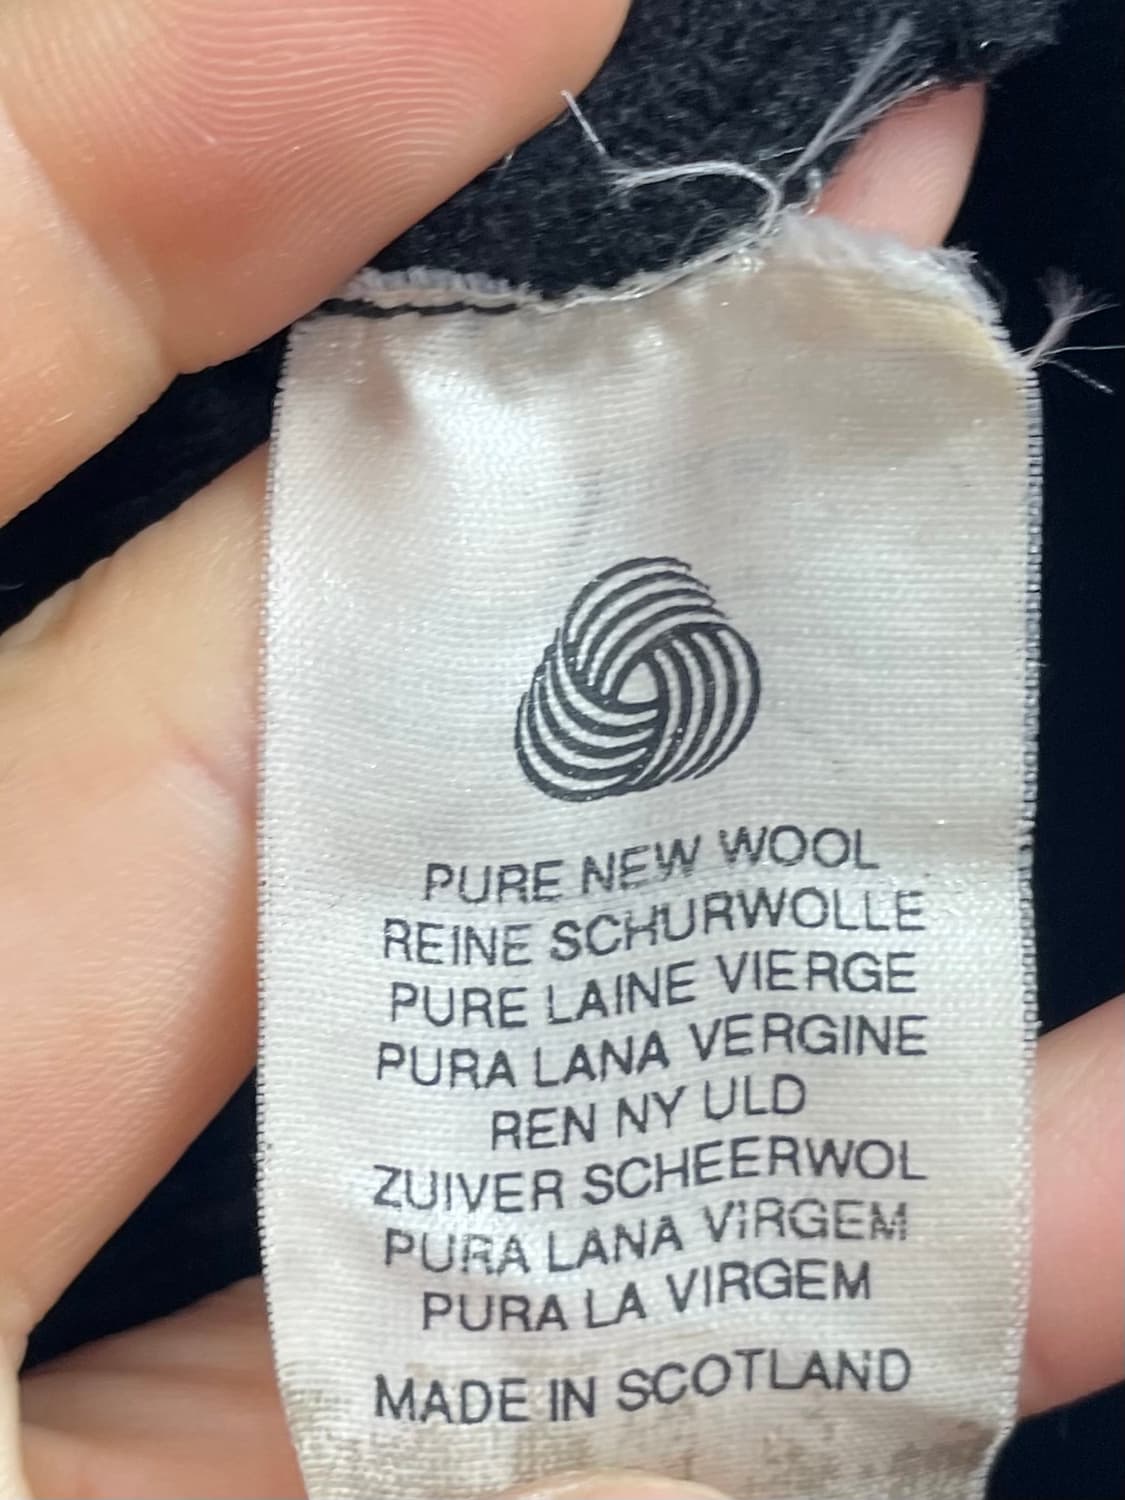 PURE NEW WOOL
REINE SCHURWOLLE
PURE LAINE VIERGE
PURA LANA VERGINE
REN NY ULD
ZUIVER SCHEERWOL
PURA LANA VIRGEM
PURA LA VIRGEM
MADE IN SCOTLAND